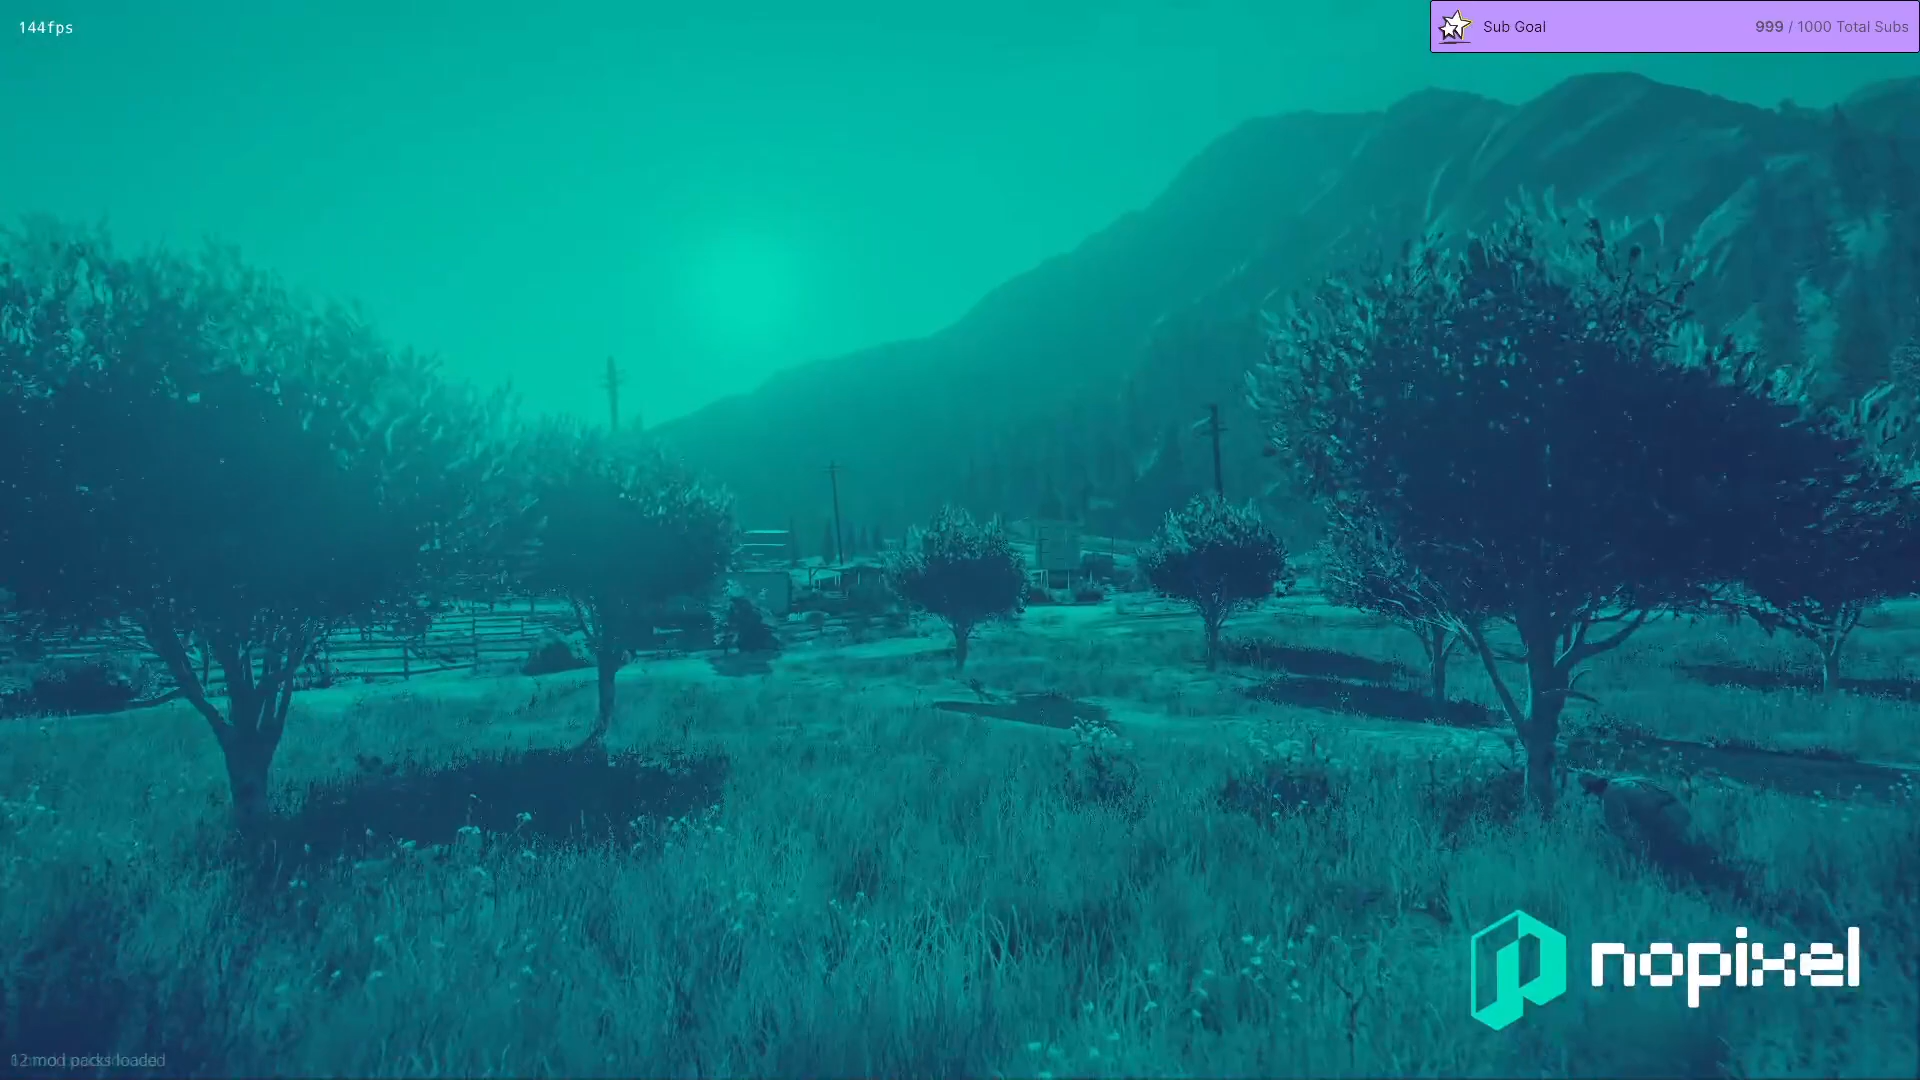 144fps
Sub Goal
999 / 1000 Total Subs
nopixel
12 mod packs loaded